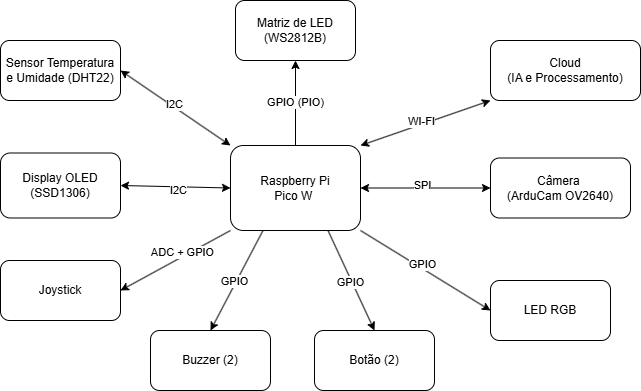 Matriz de LED
(WS2812B)
Sensor Temperatura
e Umidade (DHT22)
Cloud
(IA e Processamento)
I2C
GPIO (PIO)
WI-FI
Display OLED
(SSD1306)
I2C
Raspberry Pi
Pico W
SPI
Câmera
(ArduCam OV2640)
ADC + GPIO
GPIO
GPIO
GPIO
Joystick
LED RGB
Buzzer (2)
Botão (2)